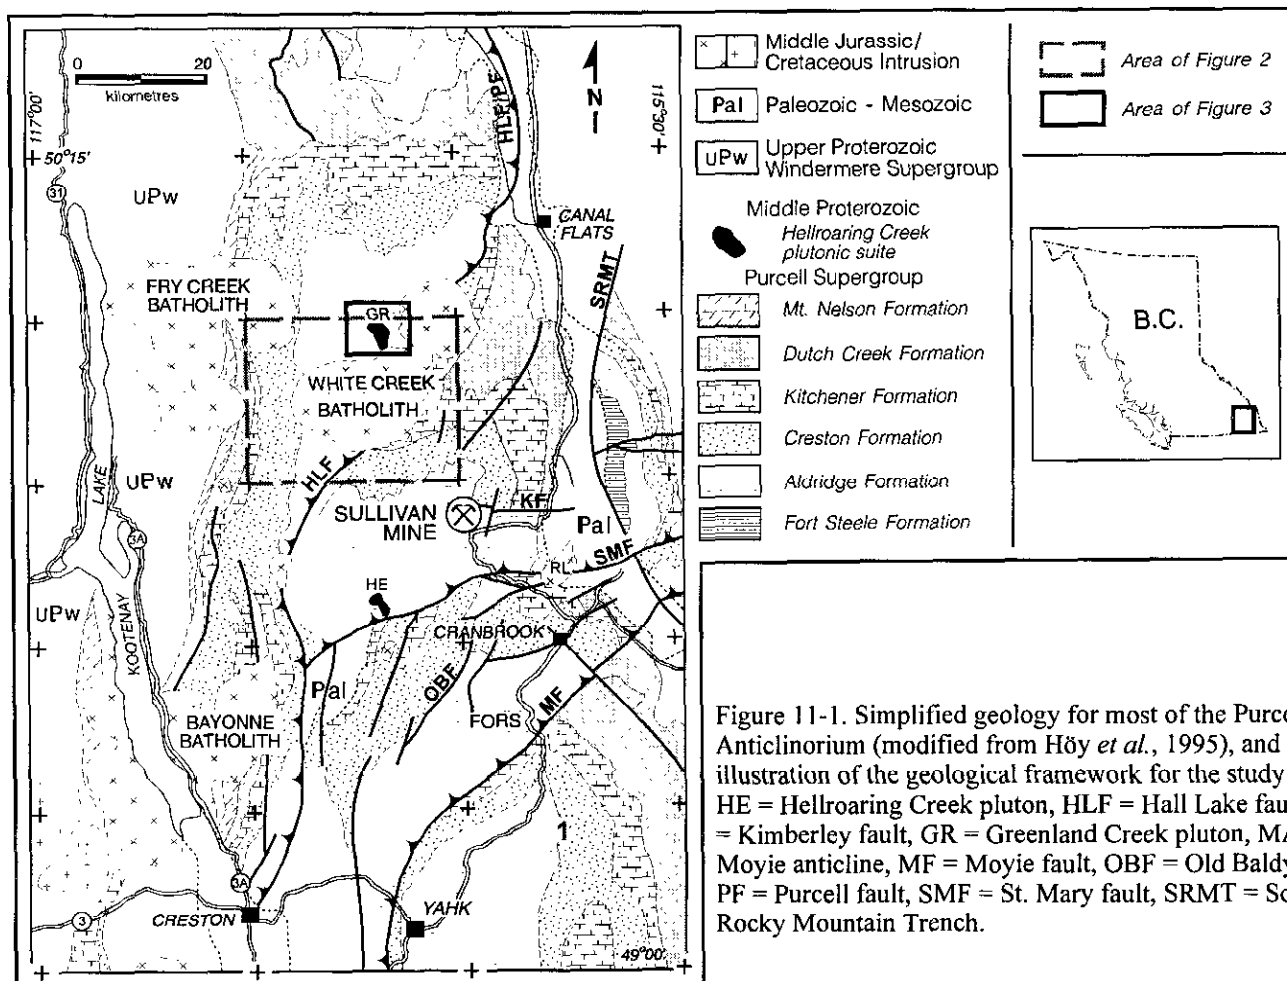 0 20
kilometres
N
117°00'
115°30'
50°15'
HLF/PF
31
uPw
CANAL
FLATS
FRY CREEK
BATHOLITH
SRMT
GR
WHITE CREEK
BATHOLITH
HLF
uPw
LAKE
SULLIVAN
MINE
KF
Pal
3A
SMF
RL
HE
uPw
KOOTENAY
CRANBROOK
Pal
OBF
MF
FORS
BAYONNE
BATHOLITH
1
3A
3
CRESTON
YAHK
49°00'
Middle Jurassic/
Cretaceous Intrusion
Pal Paleozoic - Mesozoic
uPw Upper Proterozoic
Windermere Supergroup
Middle Proterozoic
Hellroaring Creek
plutonic suite
Purcell Supergroup
Mt. Nelson Formation
Dutch Creek Formation
Kitchener Formation
Creston Formation
Aldridge Formation
Fort Steele Formation
Area of Figure 2
Area of Figure 3
B.C.
Figure 11-1. Simplified geology for most of the Purc
Anticlinorium (modified from Höy et al., 1995), and
illustration of the geological framework for the study
HE = Hellroaring Creek pluton, HLF = Hall Lake fau
= Kimberley fault, GR = Greenland Creek pluton, MA
Moyie anticline, MF = Moyie fault, OBF = Old Baldy
PF = Purcell fault, SMF = St. Mary fault, SRMT = So
Rocky Mountain Trench.